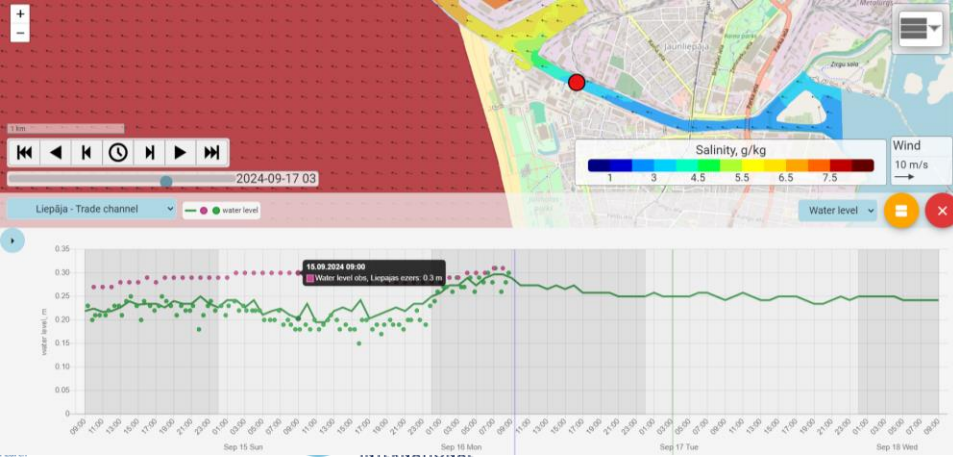 +
Metalurgs
−
Jaunliepāja
Zirgu sala
1 km
Salinity, g/kg
1 3 4.5 5.5 6.5 7.5
Wind
10 m/s
2024-09-17 03
Liepāja - Trade channel
water level
Water level
0.35
15.09.2024 09:00
Water level obs, Liepajas ezers: 0.3 m
0.30
0.25
0.20
0.15
0.10
0.05
0
water level, m
09:00 11:00 13:00 15:00 17:00 19:00 21:00 23:00 01:00 03:00 05:00 07:00 09:00 11:00 13:00 15:00 17:00 19:00 21:00 23:00 01:00 03:00 05:00 07:00 09:00 11:00 13:00 15:00 17:00 19:00 21:00 23:00 01:00 03:00 05:00 07:00 09:00 11:00 13:00 15:00 17:00 19:00 21:00 23:00 01:00 03:00 05:00 07:00 09:00
Sep 15 Sun Sep 16 Mon Sep 17 Tue Sep 18 Wed